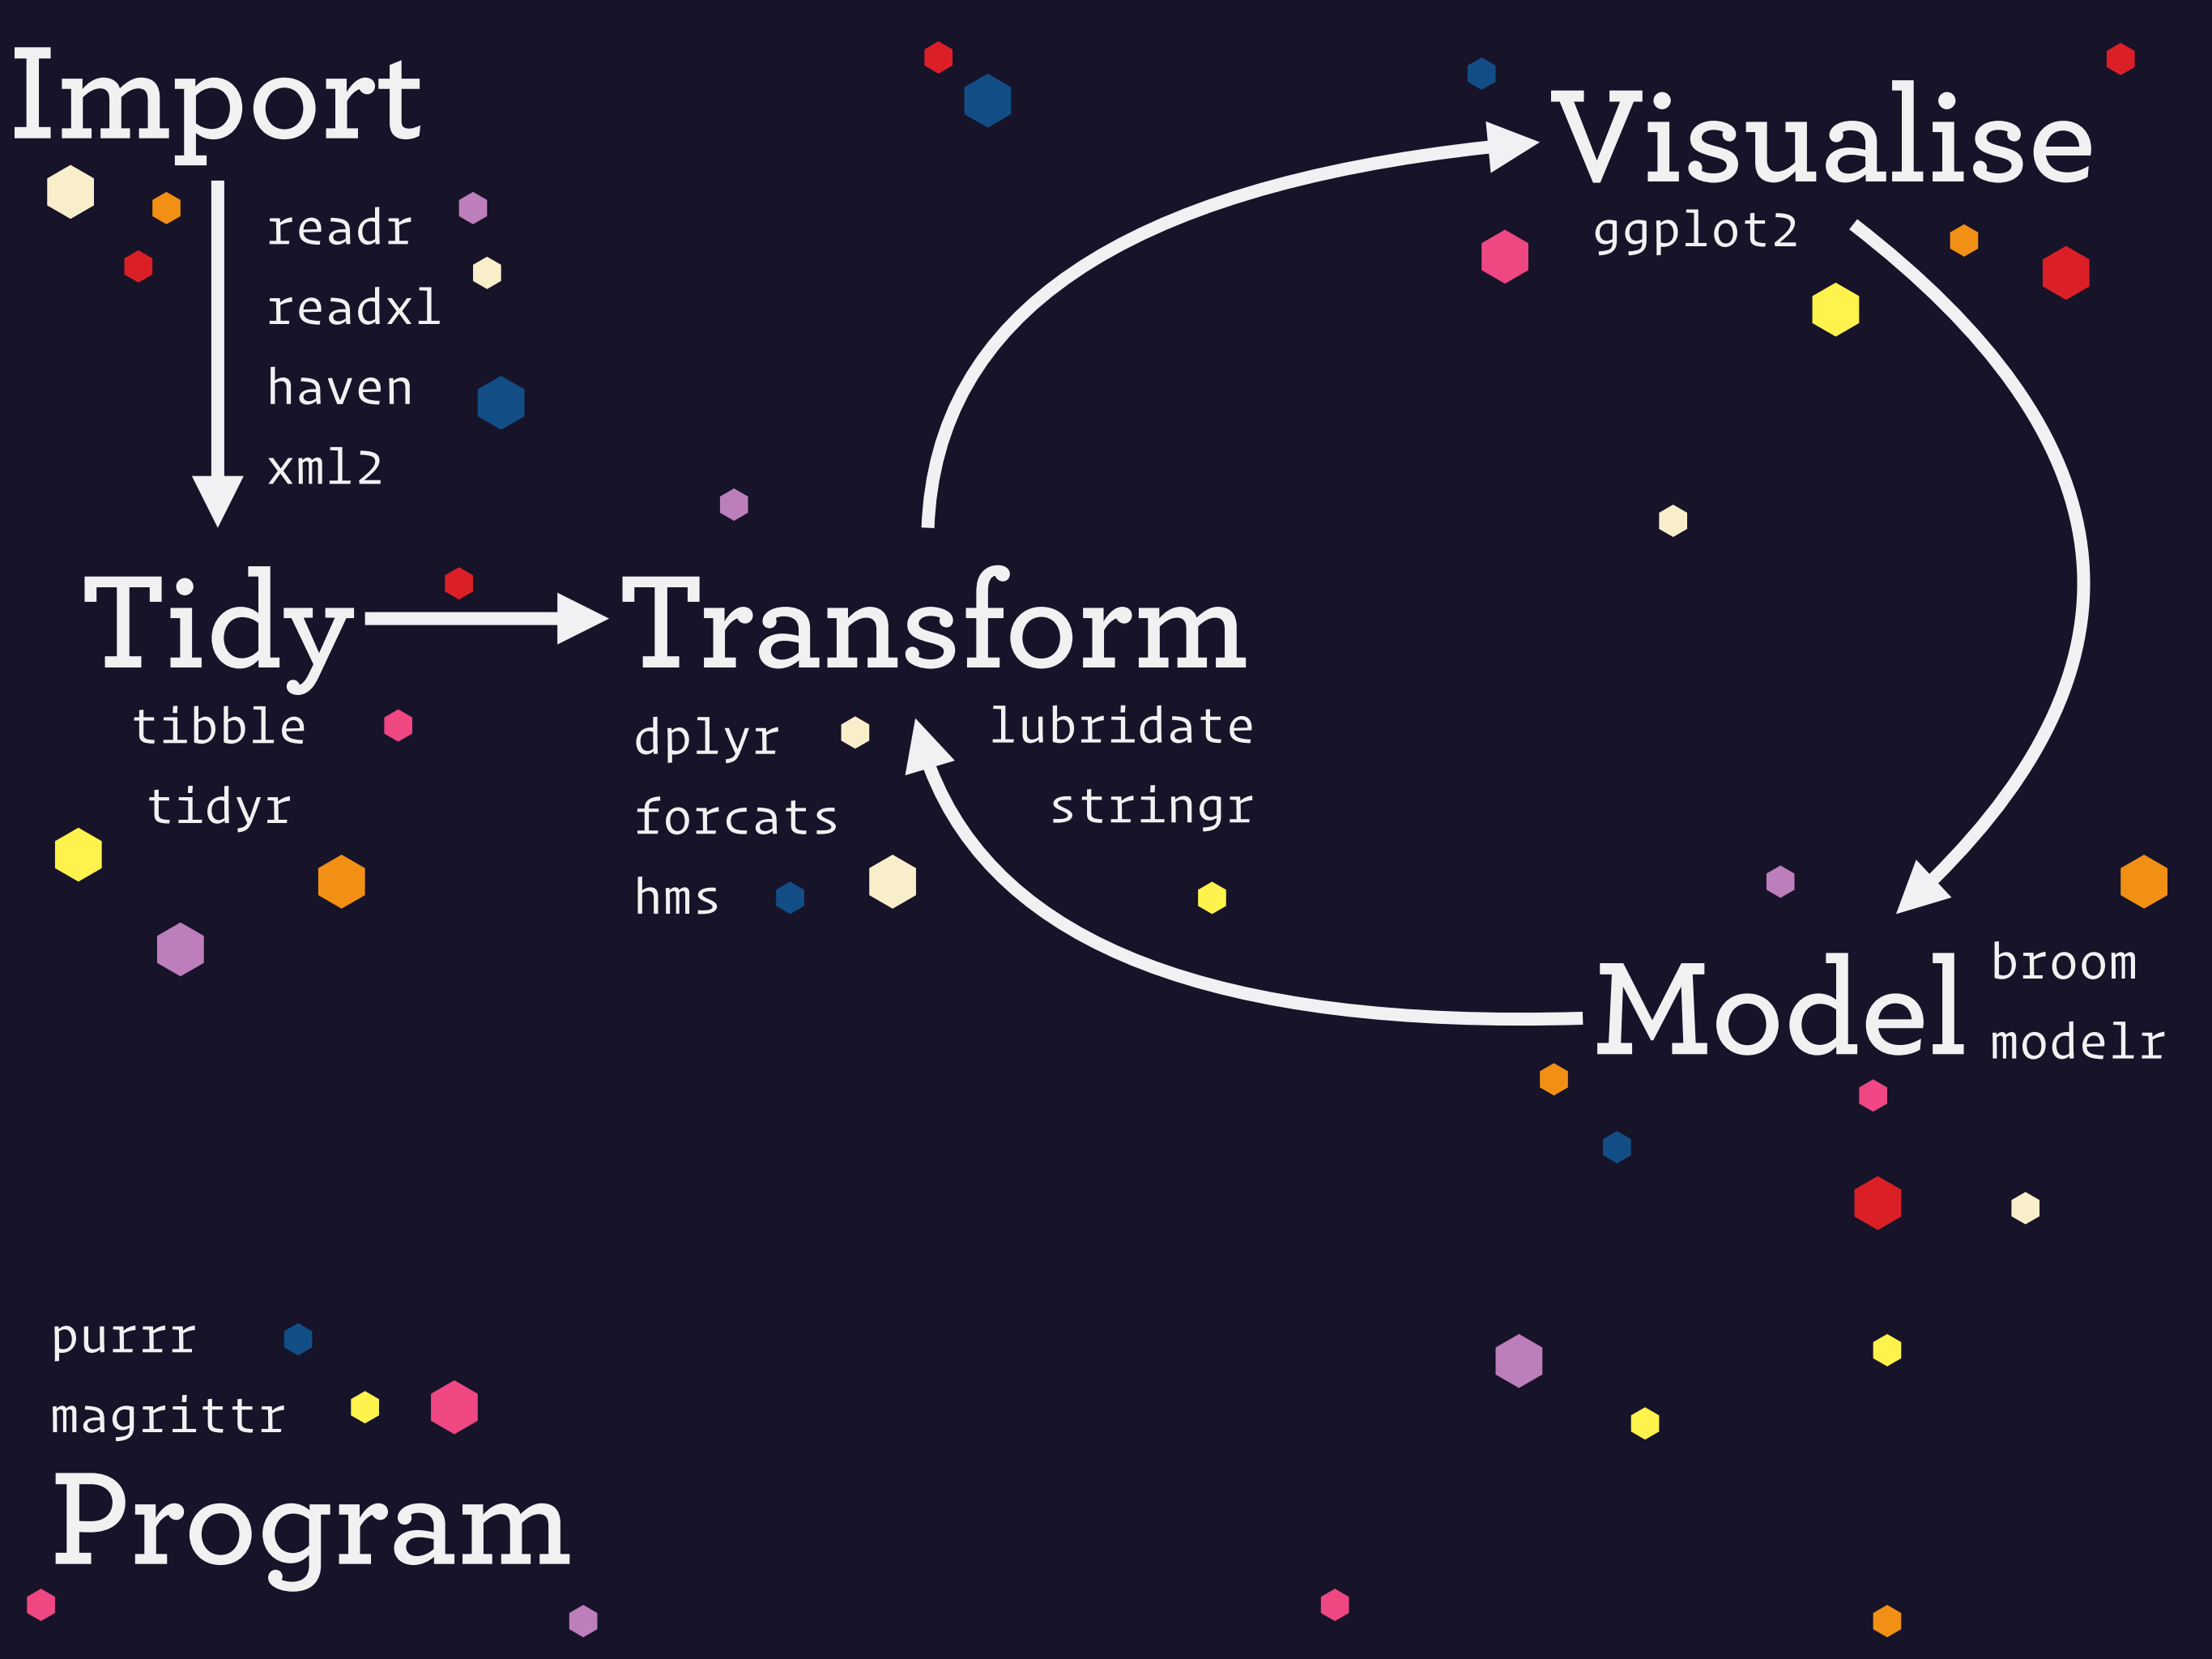 Import
readr
readxl
haven
xml2
Tidy
tibble
tidyr
Transform
dplyr
forcats
hms
lubridate
stringr
Visualise
ggplot2
Model
broom
modelr
purrr
magrittr
Program